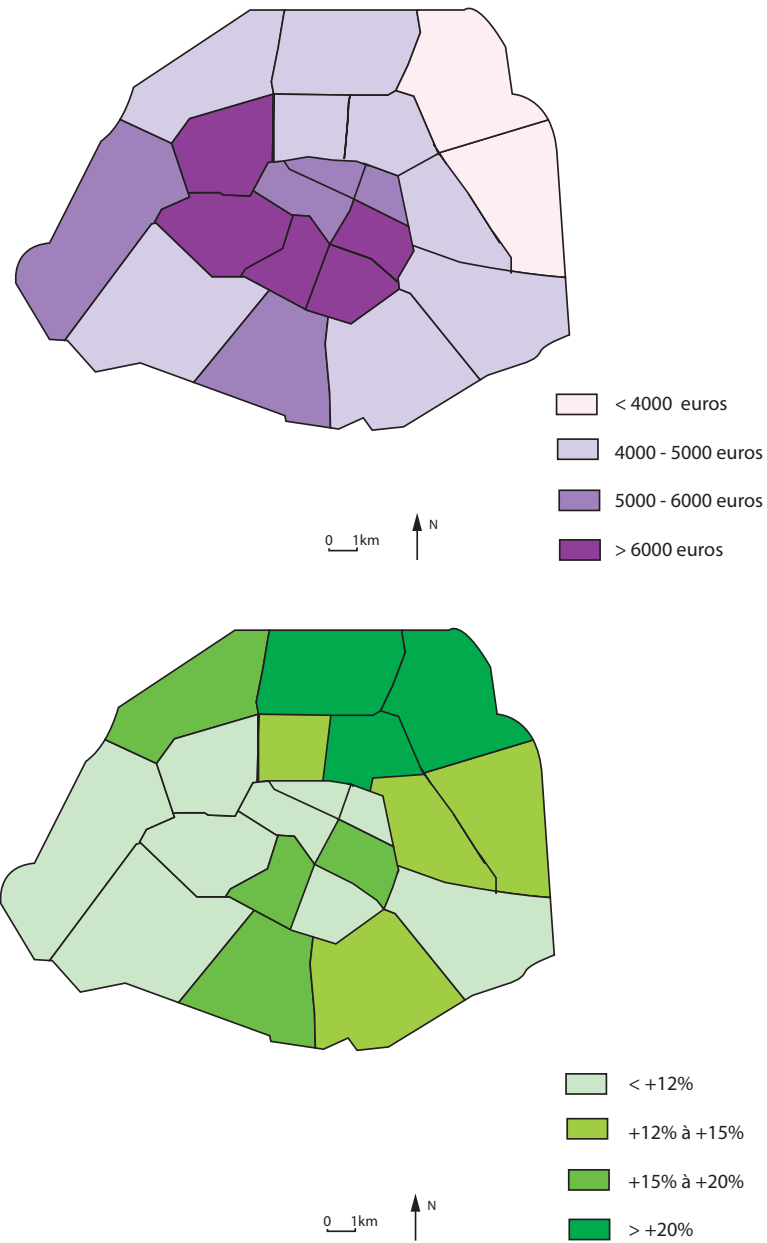 < 4000 euros
4000 - 5000 euros
5000 - 6000 euros
> 6000 euros
0 1km
N
< +12%
+12% à +15%
+15% à +20%
> +20%
0 1km
N